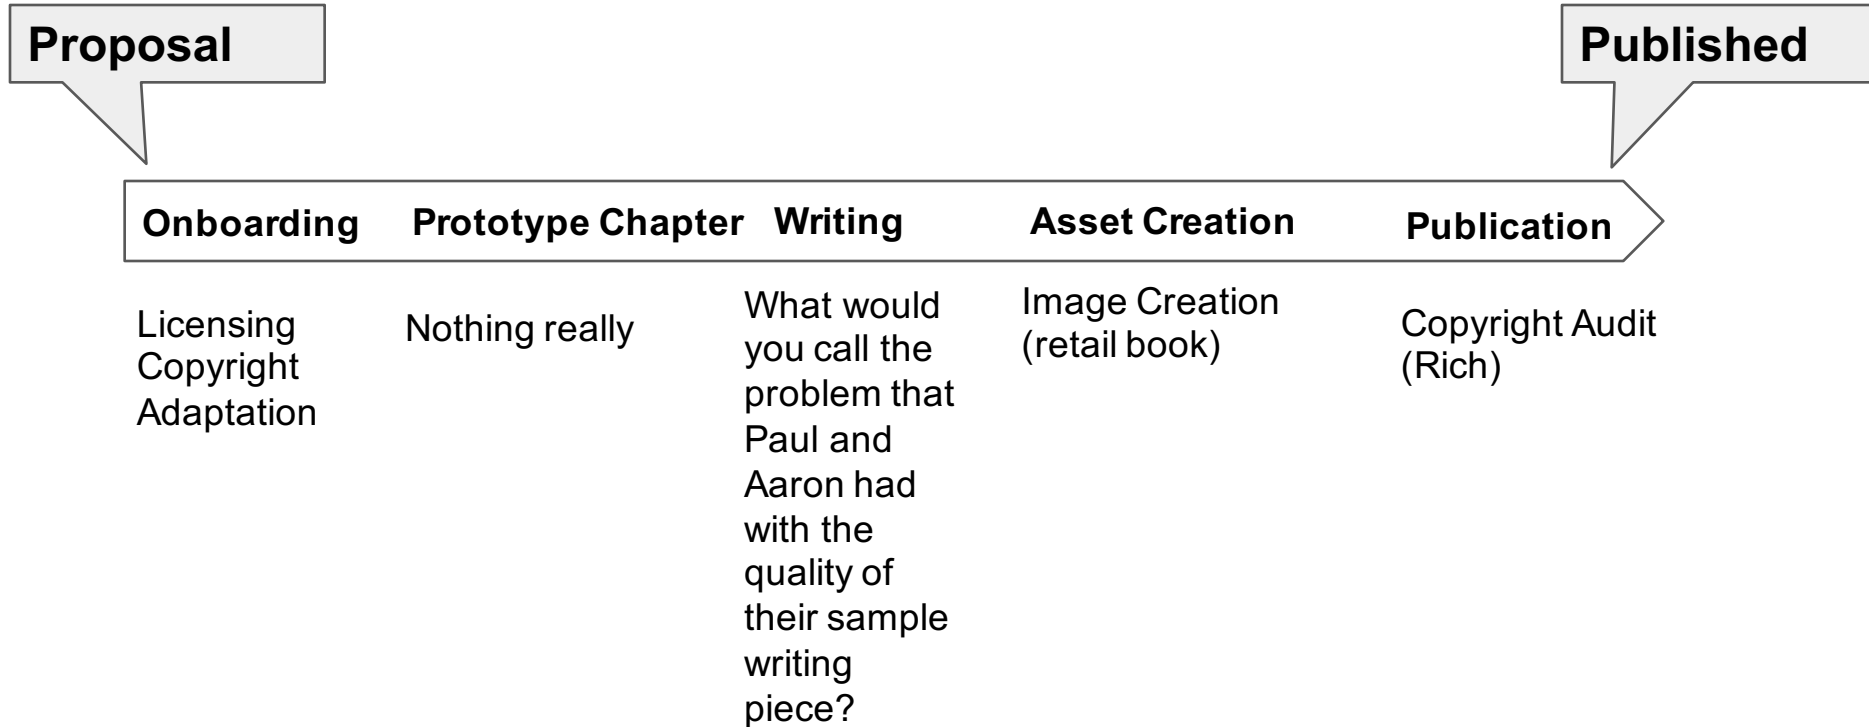 Proposal
Published
Onboarding
Prototype Chapter
Writing
Asset Creation
Publication
Licensing
Copyright
Adaptation
Nothing really
What would
you call the
problem that
Paul and
Aaron had
with the
quality of
their sample
writing
piece?
Image Creation
(retail book)
Copyright Audit
(Rich)